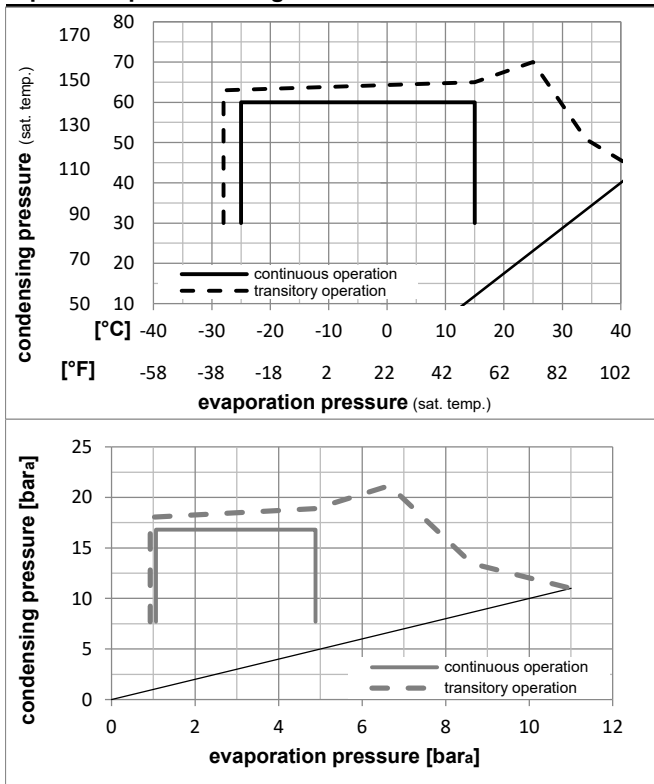 170 80
70
150 60
130 50
110 40
90 30
70 20
50 10
condensing pressure (sat. temp.)
continuous operation
transitory operation
[°C] -40 -30 -20 -10 0 10 20 30 40
[°F] -58 -38 -18 2 22 42 62 82 102
evaporation pressure (sat. temp.)
25
20
15
10
5
0
condensing pressure [bara]
continuous operation
transitory operation
0 2 4 6 8 10 12
evaporation pressure [bara]